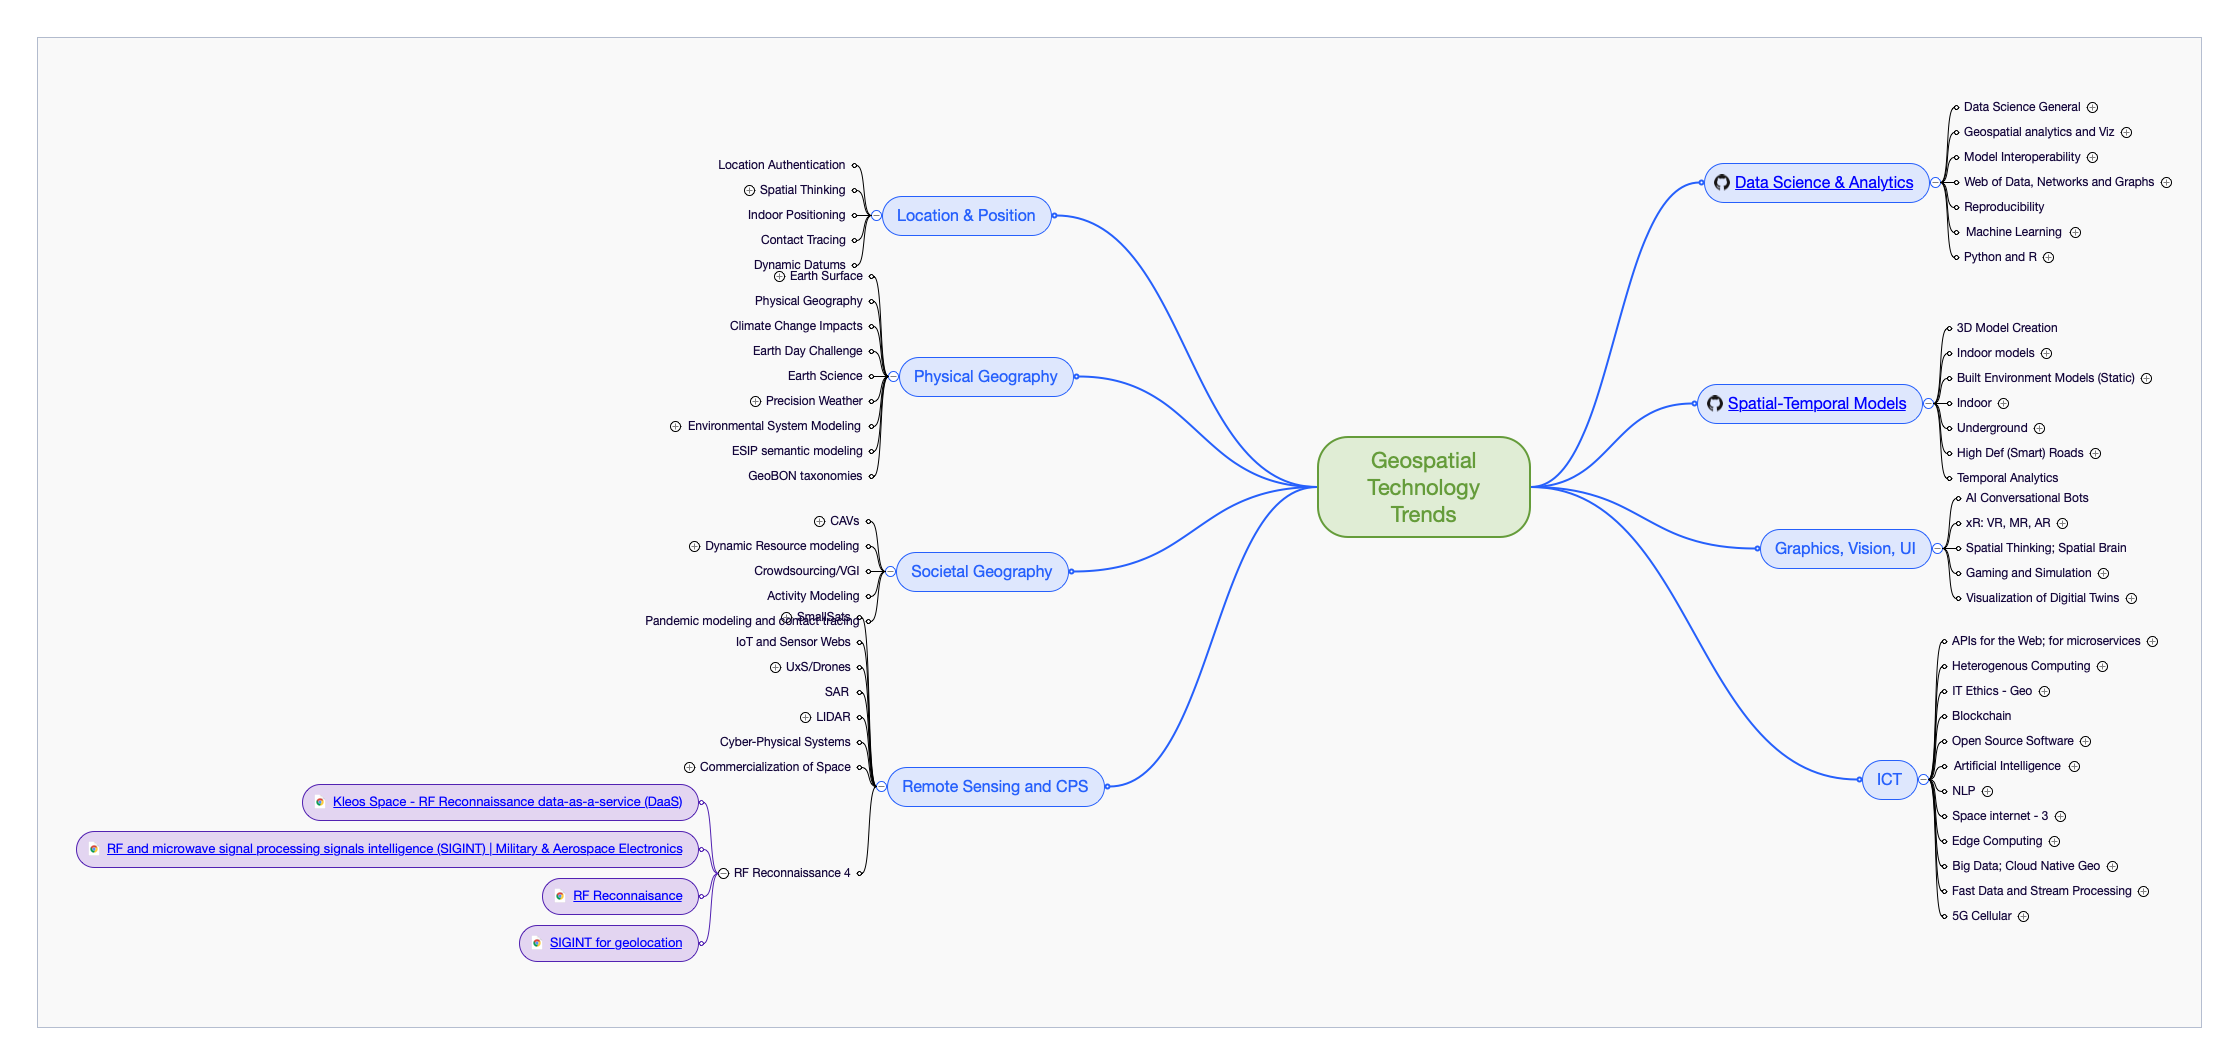 Geospatial
Technology
Trends
Location & Position
Location Authentication
Spatial Thinking
Indoor Positioning
Contact Tracing
Dynamic Datums
Physical Geography
Earth Surface
Physical Geography
Climate Change Impacts
Earth Day Challenge
Earth Science
Precision Weather
Environmental System Modeling
ESIP semantic modeling
GeoBON taxonomies
Societal Geography
CAVs
Dynamic Resource modeling
Crowdsourcing/VGI
Activity Modeling
Pandemic modeling and contact tracing
Remote Sensing and CPS
SmallSats
IoT and Sensor Webs
UxS/Drones
SAR
LIDAR
Cyber-Physical Systems
Commercialization of Space
RF Reconnaissance 4
Kleos Space - RF Reconnaissance data-as-a-service (DaaS)
RF and microwave signal processing signals intelligence (SIGINT) | Military & Aerospace Electronics
RF Reconnaisance
SIGINT for geolocation
Data Science & Analytics
Data Science General
Geospatial analytics and Viz
Model Interoperability
Web of Data, Networks and Graphs
Reproducibility
Machine Learning
Python and R
Spatial-Temporal Models
3D Model Creation
Indoor models
Built Environment Models (Static)
Indoor
Underground
High Def (Smart) Roads
Temporal Analytics
Graphics, Vision, UI
AI Conversational Bots
xR: VR, MR, AR
Spatial Thinking; Spatial Brain
Gaming and Simulation
Visualization of Digitial Twins
ICT
APIs for the Web; for microservices
Heterogenous Computing
IT Ethics - Geo
Blockchain
Open Source Software
Artificial Intelligence
NLP
Space internet - 3
Edge Computing
Big Data; Cloud Native Geo
Fast Data and Stream Processing
5G Cellular